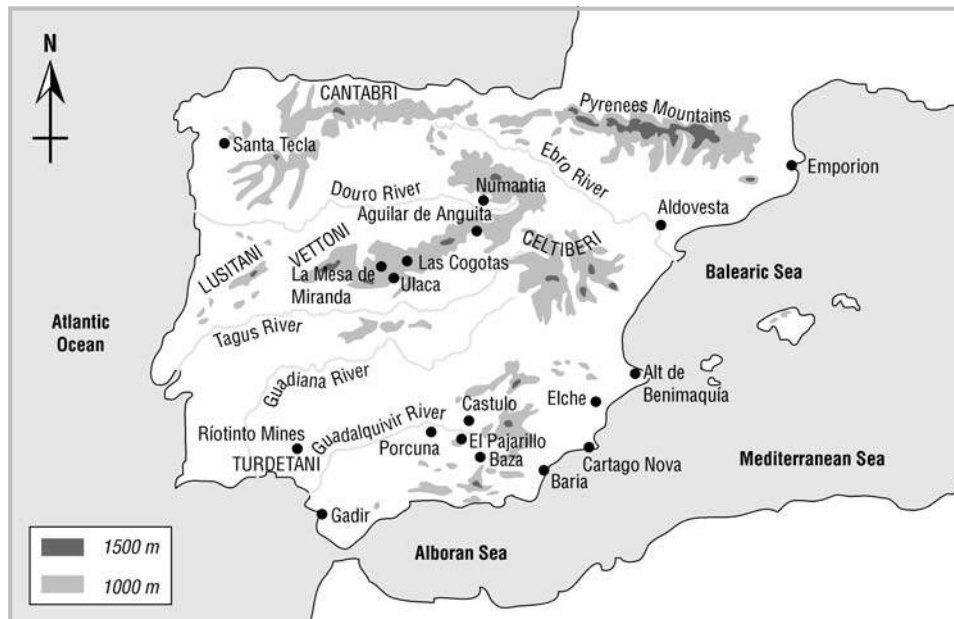 N
CANTABRI
Pyrenees Mountains
Santa Tecla
Ebro River
Emporion
Douro River
Numantia
Aguilar de Anguita
Aldovesta
LUSITANI
VETTONI
CELTIBERI
Las Cogotas
La Mesa de
Miranda
Ulaca
Balearic Sea
Atlantic
Ocean
Tagus River
Guadiana River
Alt de
Benimaquía
Elche
Castulo
Guadalquivir River
Ríotinto Mines
Porcuna
El Pajarillo
TURDETANI
Baza
Cartago Nova
Mediterranean Sea
Baria
Gadir
Alboran Sea
1500 m
1000 m